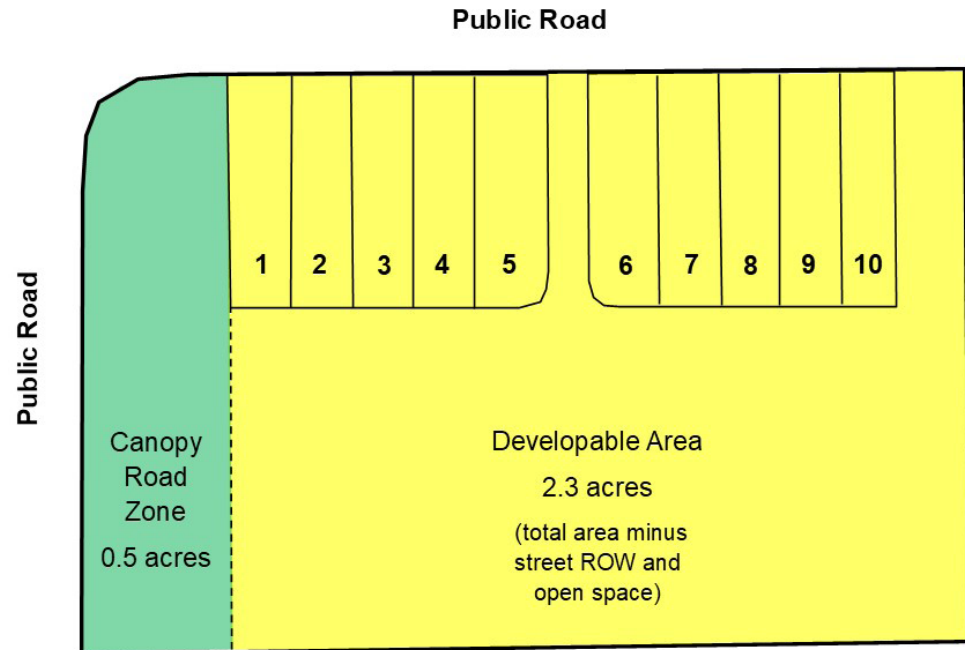 Public Road
Public Road
1 2 3 4 5 6 7 8 9 10
Canopy
Road
Zone
0.5 acres
Developable Area
2.3 acres
(total area minus
street ROW and
open space)